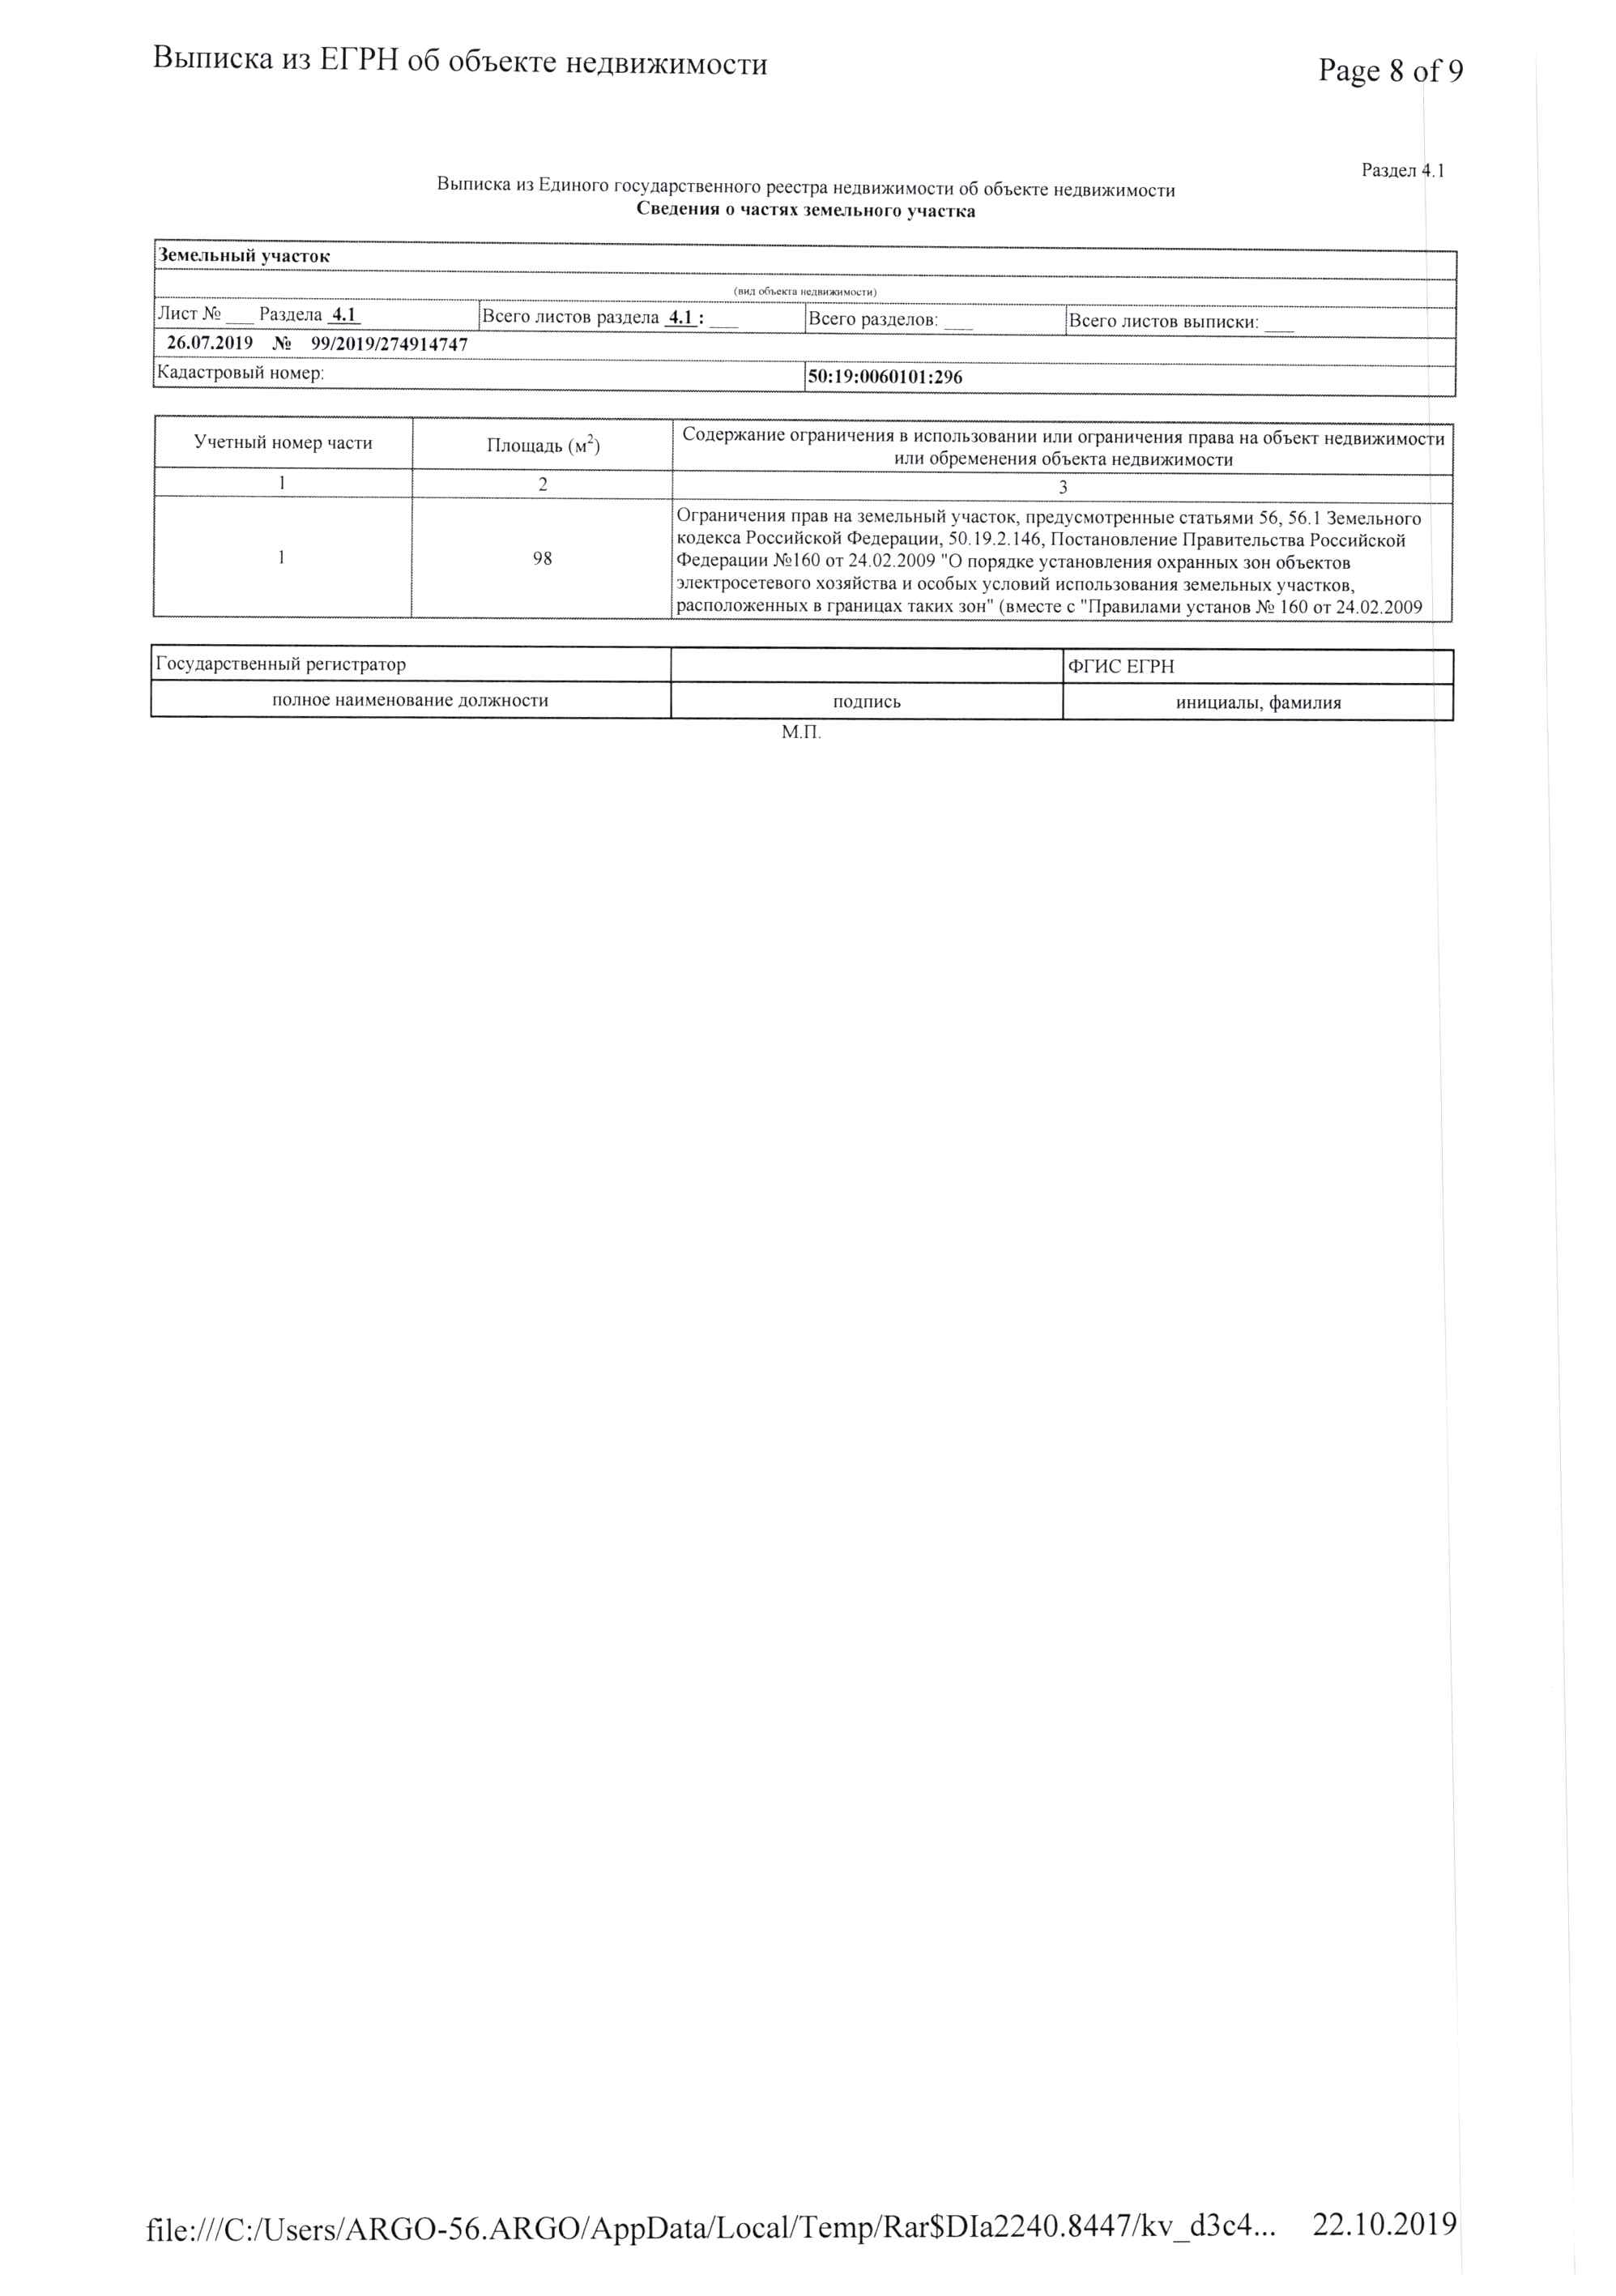 Выписка из ЕГРН об объекте недвижимости
Page 8 of 9
Раздел 4.1
Выписка из Единого государственного реестра недвижимости об объекте недвижимости
Сведения о частях земельного участка
Земельный участок
(вид объекта недвижимости)
Лист № ___ Раздела 4.1
Всего листов раздела 4.1 : ___
Всего разделов: ___
Всего листов выписки: ___
26.07.2019 № 99/2019/274914747
Кадастровый номер:
50:19:0060101:296
Учетный номер части
Площадь (м²)
Содержание ограничения в использовании или ограничения права на объект недвижимости
или обременения объекта недвижимости
1
2
3
1
98
Ограничения прав на земельный участок, предусмотренные статьями 56, 56.1 Земельного
кодекса Российской Федерации, 50.19.2.146, Постановление Правительства Российской
Федерации №160 от 24.02.2009 "О порядке установления охранных зон объектов
электросетевого хозяйства и особых условий использования земельных участков,
расположенных в границах таких зон" (вместе с "Правилами установ № 160 от 24.02.2009
Государственный регистратор
ФГИС ЕГРН
полное наименование должности
подпись
инициалы, фамилия
М.П.
file:///C:/Users/ARGO-56.ARGO/AppData/Local/Temp/Rar$DIa2240.8447/kv_d3c4...
22.10.2019